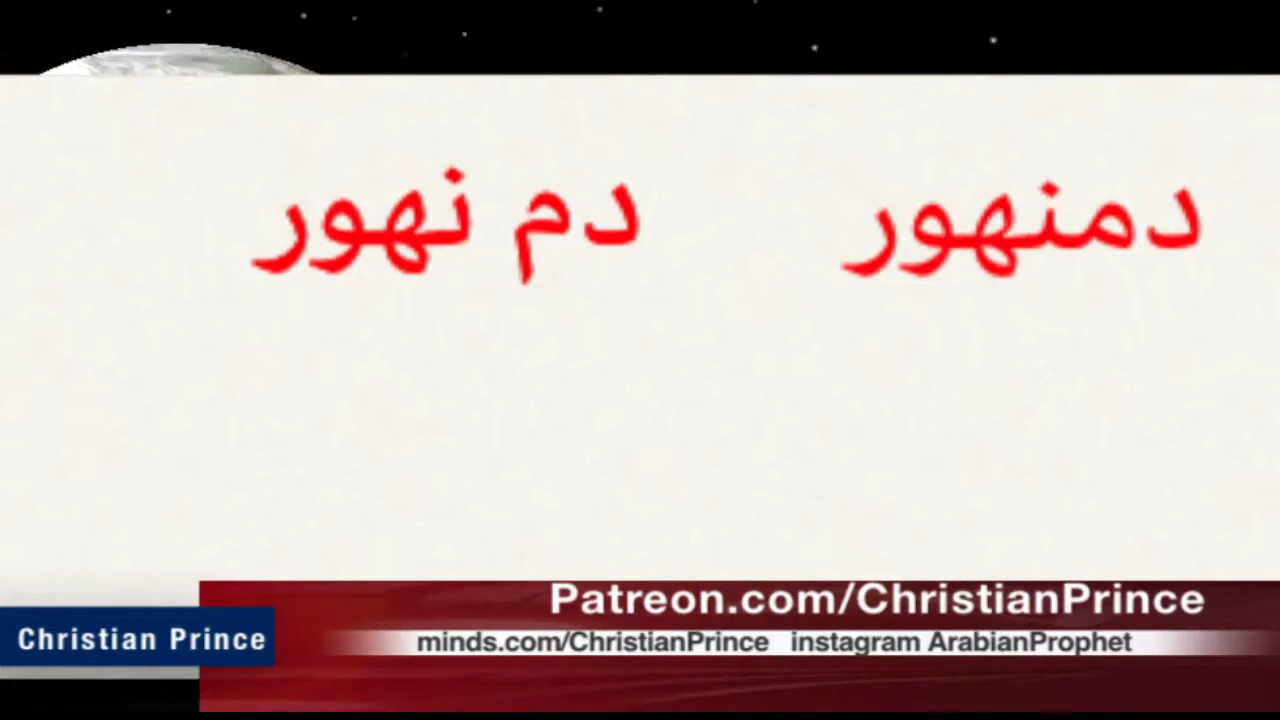 دمنهور دم نهور
Patreon.com/ChristianPrince
Christian Prince
minds.com/ChristianPrince instagram ArabianProphet